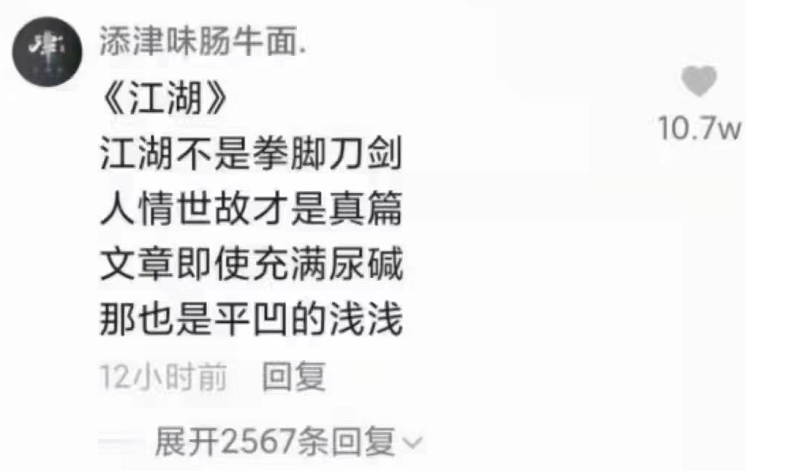 添津味肠牛面.
《江湖》
10.7w
江湖不是拳脚刀剑
人情世故才是真篇
文章即使充满尿碱
那也是平凹的浅浅
12小时前 回复
展开2567条回复